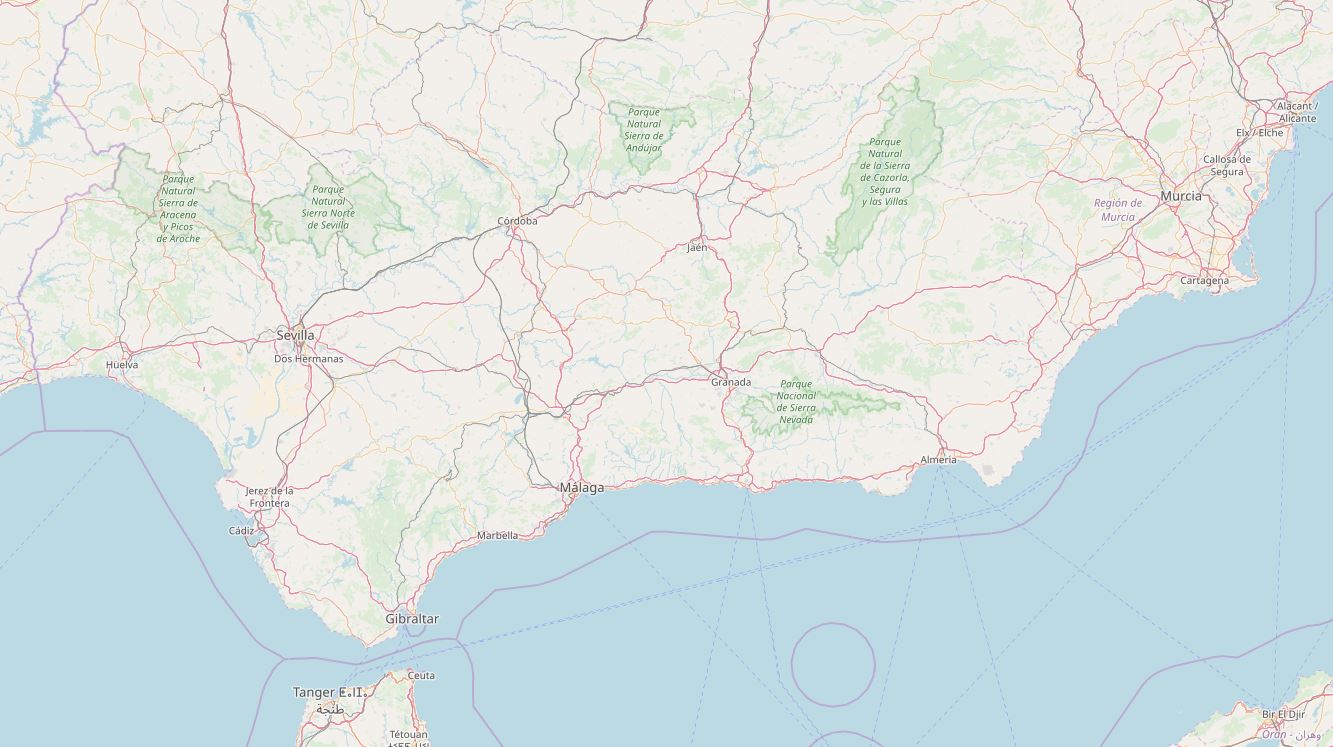 Alacant /
Alicante
Parque
Natural
Sierra de
Andújar
Elx / Elche
Parque
Natural
de la Sierra
de Cazorla,
Segura
y las Villas
Callosa de
Segura
Parque
Natural
Sierra de
Aracena
y Picos
de Aroche
Parque
Natural
Sierra Norte
de Sevilla
Murcia
Región de
Murcia
Córdoba
Jaén
Cartagena
Sevilla
Dos Hermanas
Huelva
Granada
Parque
Nacional
de Sierra
Nevada
Almería
Málaga
Jerez de la
Frontera
Cádiz
Marbella
Gibraltar
Ceuta
Tanger ⵟⴰⵏⵊⴰ
طنجة
Tétouan
Bir El Djir
Oran - وهران